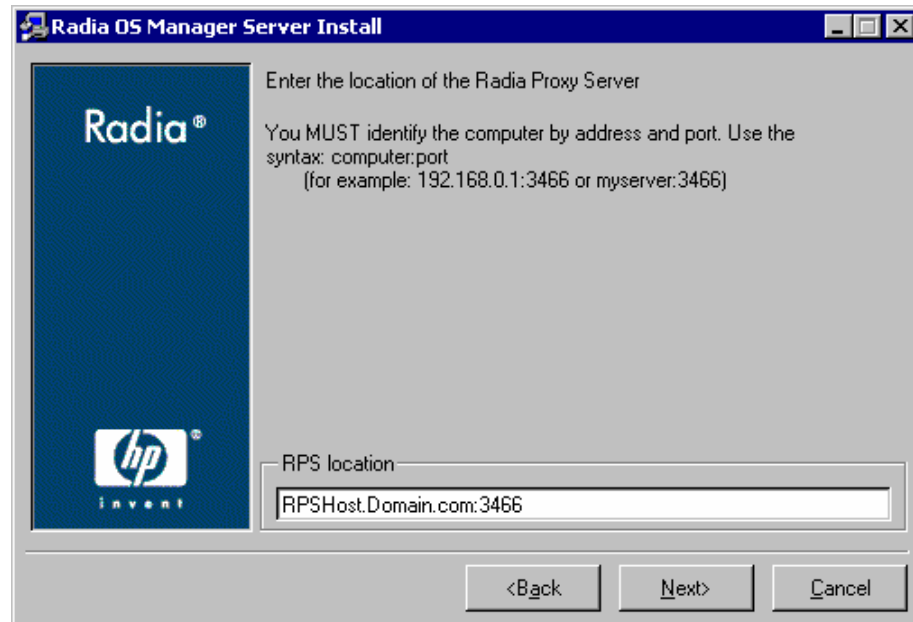 Radia OS Manager Server Install
Radia®
Enter the location of the Radia Proxy Server
You MUST identify the computer by address and port. Use the
syntax: computer:port
(for example: 192.168.0.1:3466 or myserver:3466)
hp®
invent
RPS location
RPSHost.Domain.com:3466
<Back
Next>
Cancel